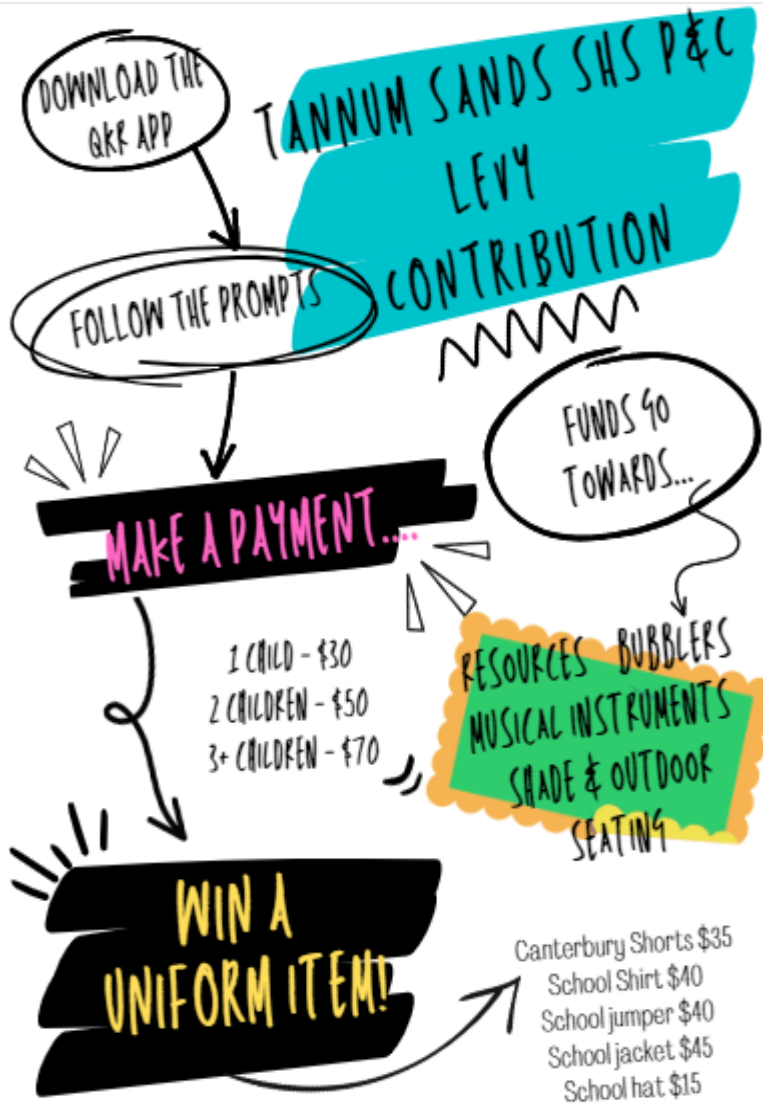 DOWNLOAD THE
QKR APP
TANNUM SANDS SHS P&C
LEVY
CONTRIBUTION
FOLLOW THE PROMPTS
FUNDS GO
TOWARDS...
MAKE A PAYMENT....
1 CHILD - $30
2 CHILDREN - $50
3+ CHILDREN - $70
RESOURCES BUBBLERS
MUSICAL INSTRUMENTS
SHADE & OUTDOOR
SEATING
WIN A
UNIFORM ITEM!
Canterbury Shorts $35
School Shirt $40
School jumper $40
School jacket $45
School hat $15